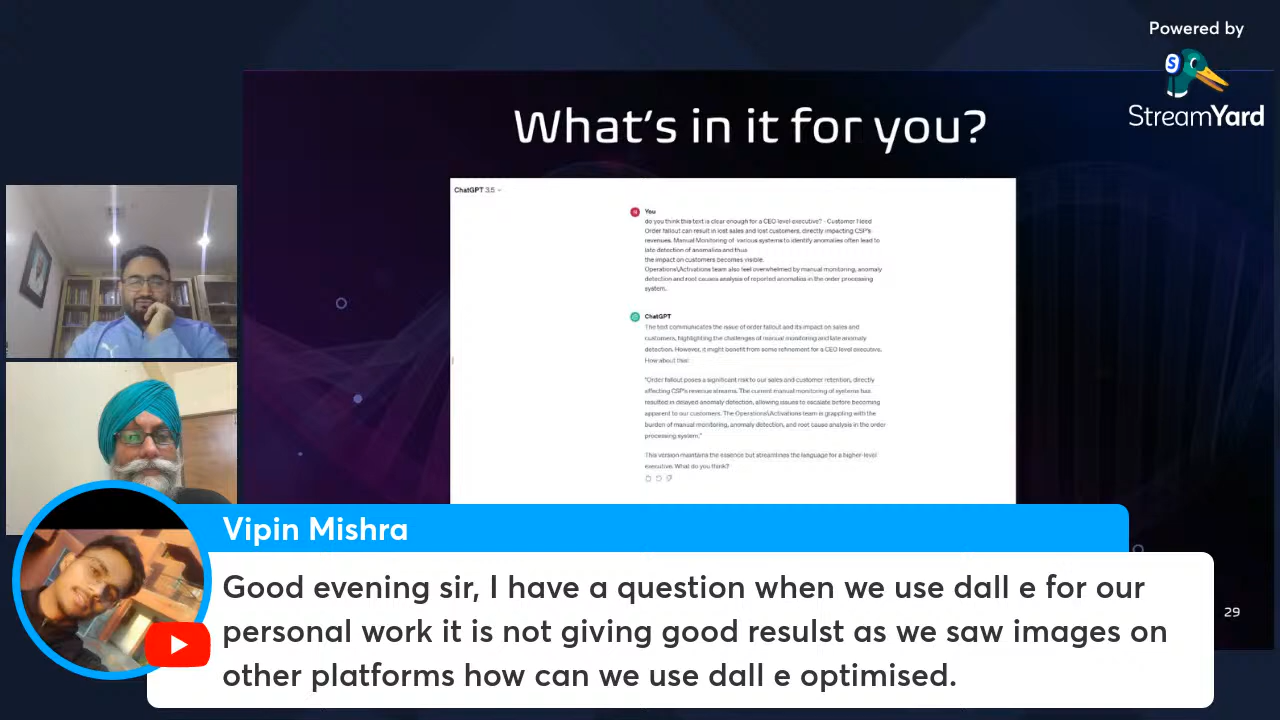 Powered by
StreamYard
What's in it for you?
ChatGPT 3.5
You
do you think this text is clear enough for a CEO level executive? - Customer Need
Order fallout can result in lost sales and lost customers, directly impacting CSP's
revenues. Manual Monitoring of various systems to identify anomalies often lead to
late detection of anomalies and thus
the impact on customers becomes visible.
Operations\Activations team also feel overwhelmed by manual monitoring, anomaly
detection and root causes analysis of reported anomalies in the order processing
system.
ChatGPT
The text communicates the issue of order fallout and its impact on sales and
customers, highlighting the challenges of manual monitoring and late anomaly
detection. However, it might benefit from some refinement for a CEO level executive.
How about this:
"Order fallout poses a significant risk to our sales and customer retention, directly
affecting CSP's revenue streams. The current manual monitoring of systems has
resulted in delayed anomaly detection, allowing issues to escalate before becoming
apparent to our customers. The Operations\Activations team is grappling with the
burden of manual monitoring, anomaly detection, and root cause analysis in the order
processing system."
This version maintains the essence but streamlines the language for a higher-level
executive. What do you think?
Vipin Mishra
Good evening sir, I have a question when we use dall e for our
personal work it is not giving good resulst as we saw images on
other platforms how can we use dall e optimised.
29